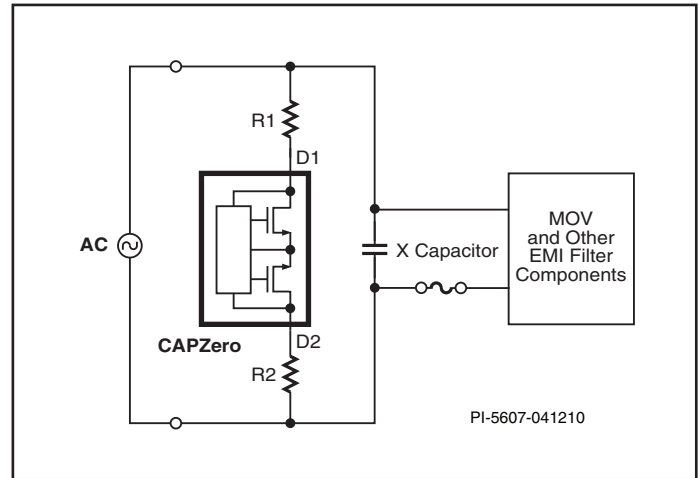 R1
D1
AC
X Capacitor
MOV
and Other
EMI Filter
Components
CAPZero
D2
R2
PI-5607-041210